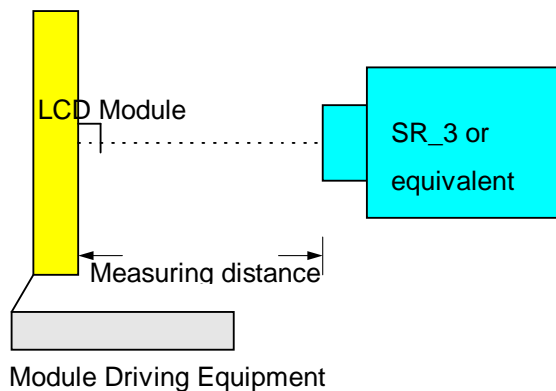 LCD Module
SR_3 or
equivalent
Measuring distance
Module Driving Equipment